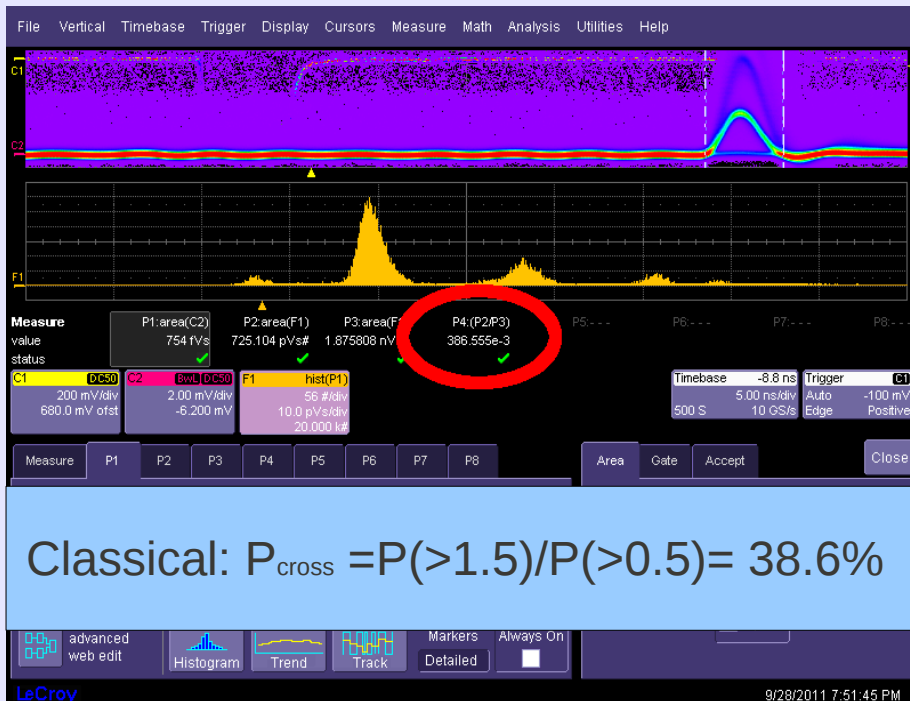 File Vertical Timebase Trigger Display Cursors Measure Math Analysis Utilities Help
C1
C2
F1
Measure P1:area(C2) P2:area(F1) P3:area(F P4:(P2/P3) P5:- - - P6:- - - P7:- - - P8:- - -
value 754 fVs 725.104 pVs# 1.875808 nV 386.555e-3
status
C1 DC50 C2 BwL DC50 F1 hist(P1) Timebase -8.8 ns Trigger C1
200 mV/div 2.00 mV/div 56 #/div 5.00 ns/div Auto -100 mV
680.0 mV ofst -6.200 mV 10.0 pVs/div 500 S 10 GS/s Edge Positive
20.000 k#
Measure P1 P2 P3 P4 P5 P6 P7 P8 Area Gate Accept Close
Classical: Pcross =P(>1.5)/P(>0.5)= 38.6%
advanced Markers Always On
web edit Histogram Trend Track Detailed
LeCroy 9/28/2011 7:51:45 PM